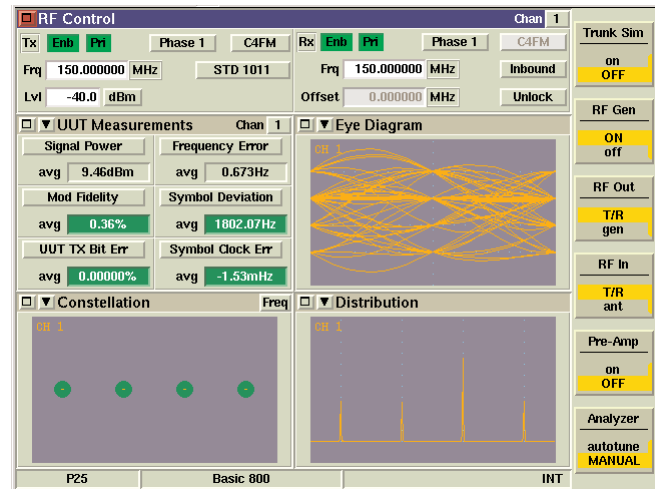 RF Control Chan 1
Tx Enb Pri Phase 1 C4FM
Frq 150.000000 MHz STD 1011
Lvl -40.0 dBm
Rx Enb Pri Phase 1 C4FM
Frq 150.000000 MHz Inbound
Offset 0.000000 MHz Unlock
UUT Measurements Chan 1
Signal Power Frequency Error
avg 9.46dBm avg 0.673Hz
Mod Fidelity Symbol Deviation
avg 0.36% avg 1802.07Hz
UUT TX Bit Err Symbol Clock Err
avg 0.00000% avg -1.53mHz
Eye Diagram
CH 1
Constellation Freq
CH 1
Distribution
CH 1
P25 Basic 800 INT
Trunk Sim
on
OFF
RF Gen
ON
off
RF Out
T/R
gen
RF In
T/R
ant
Pre-Amp
on
OFF
Analyzer
autotune
MANUAL